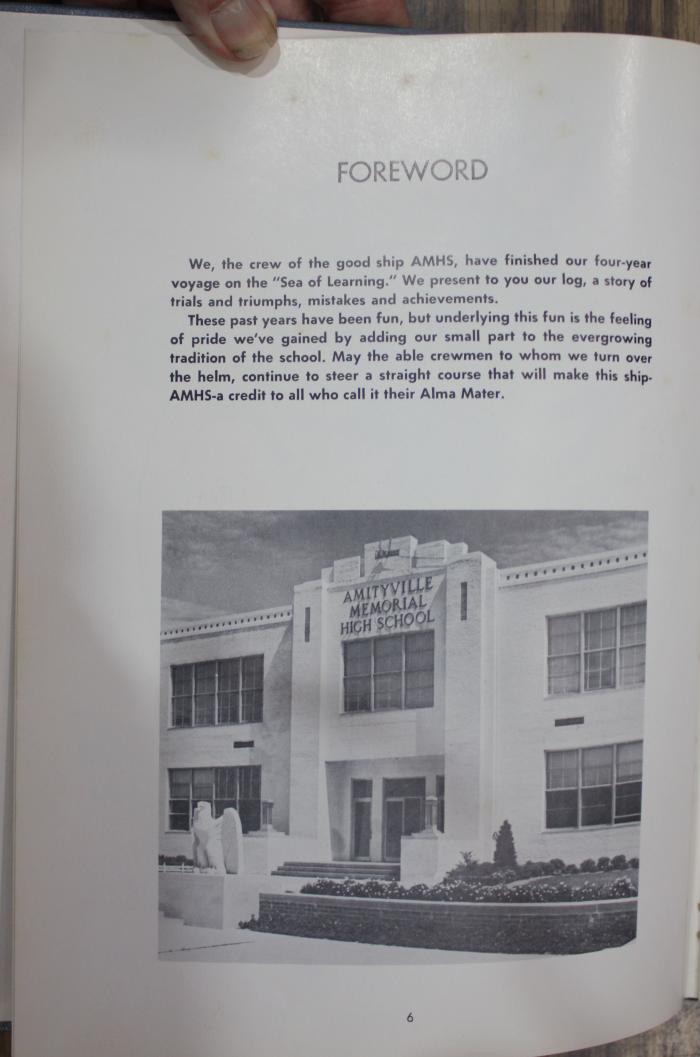 FOREWORD
We, the crew of the good ship AMHS, have finished our four-year
voyage on the "Sea of Learning." We present to you our log, a story of
trials and triumphs, mistakes and achievements.
These past years have been fun, but underlying this fun is the feeling
of pride we've gained by adding our small part to the evergrowing
tradition of the school. May the able crewmen to whom we turn over
the helm, continue to steer a straight course that will make this ship-
AMHS-a credit to all who call it their Alma Mater.
AMITYVILLE
MEMORIAL
HIGH SCHOOL
6